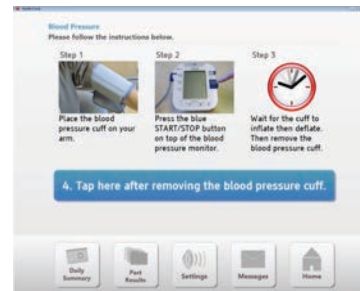 Blood Pressure
Please follow the instructions below.
Step 1
Place the blood
pressure cuff on your
arm.
Step 2
Press the blue
START/STOP button
on top of the blood
pressure monitor.
Step 3
Wait for the cuff to
inflate then deflate.
Then remove the
blood pressure cuff.
4. Tap here after removing the blood pressure cuff.
Daily
Summary
Past
Results
Settings
Messages
Home